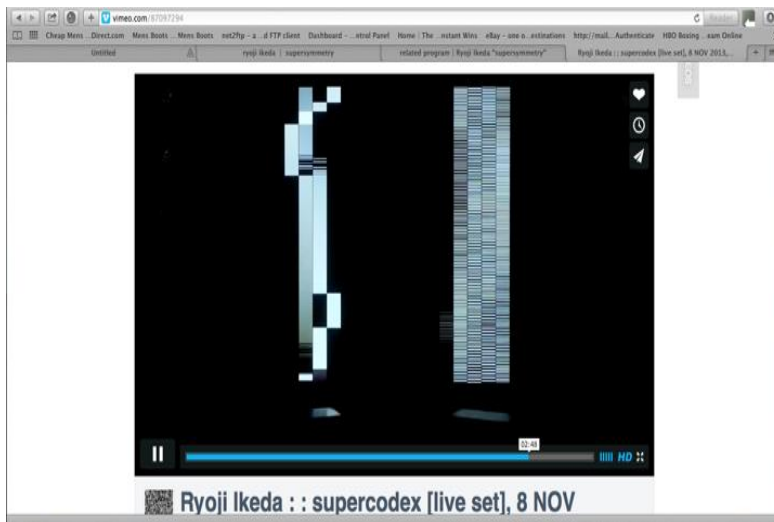 vimeo.com/87097294
Reader
Cheap Mens ...Direct.com Mens Boots ... Mens Boots net2ftp - a ...d FTP client Dashboard - ...ntrol Panel Home | The ...nstant Wins eBay - one o...estinations http://mail...Authenticate HBO Boxing ...eam Online
Untitled ryoji ikeda | supersymmetry related program | Ryoji Ikeda "supersymmetry" Ryoji Ikeda : : supercodex [live set], 8 NOV 2013,...
02:48
HD
Ryoji Ikeda : : supercodex [live set], 8 NOV